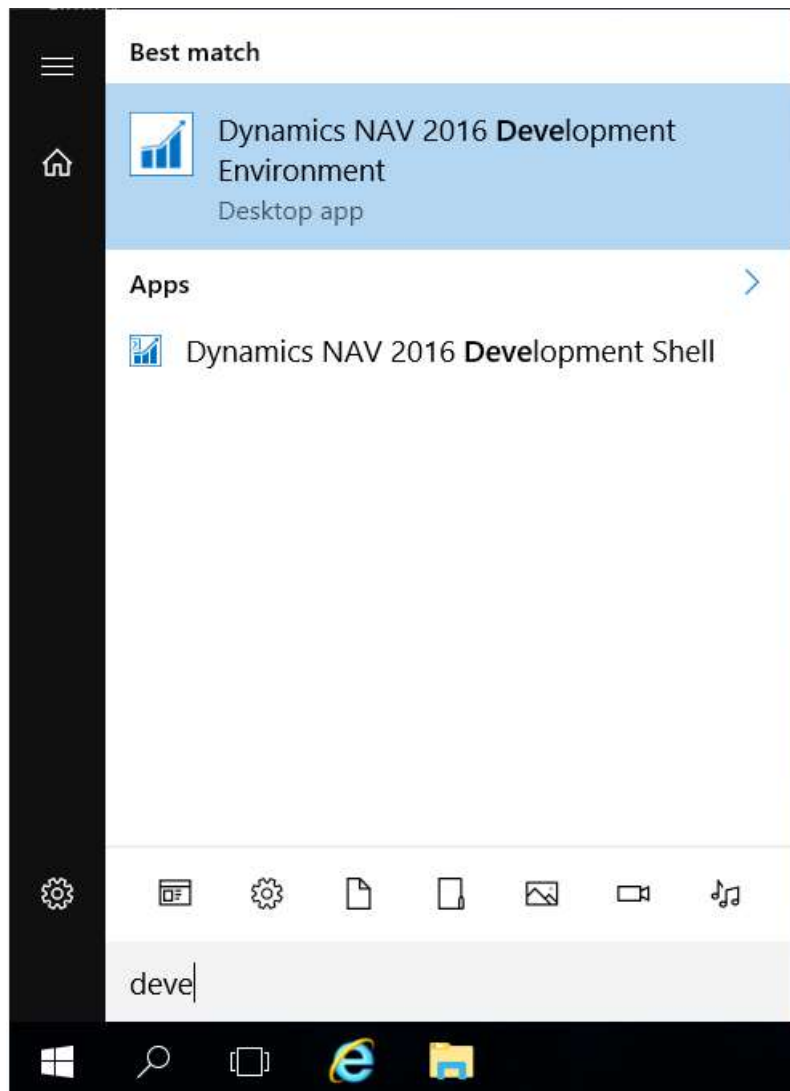 Best match
Dynamics NAV 2016 Development
Environment
Desktop app
Apps
Dynamics NAV 2016 Development Shell
deve